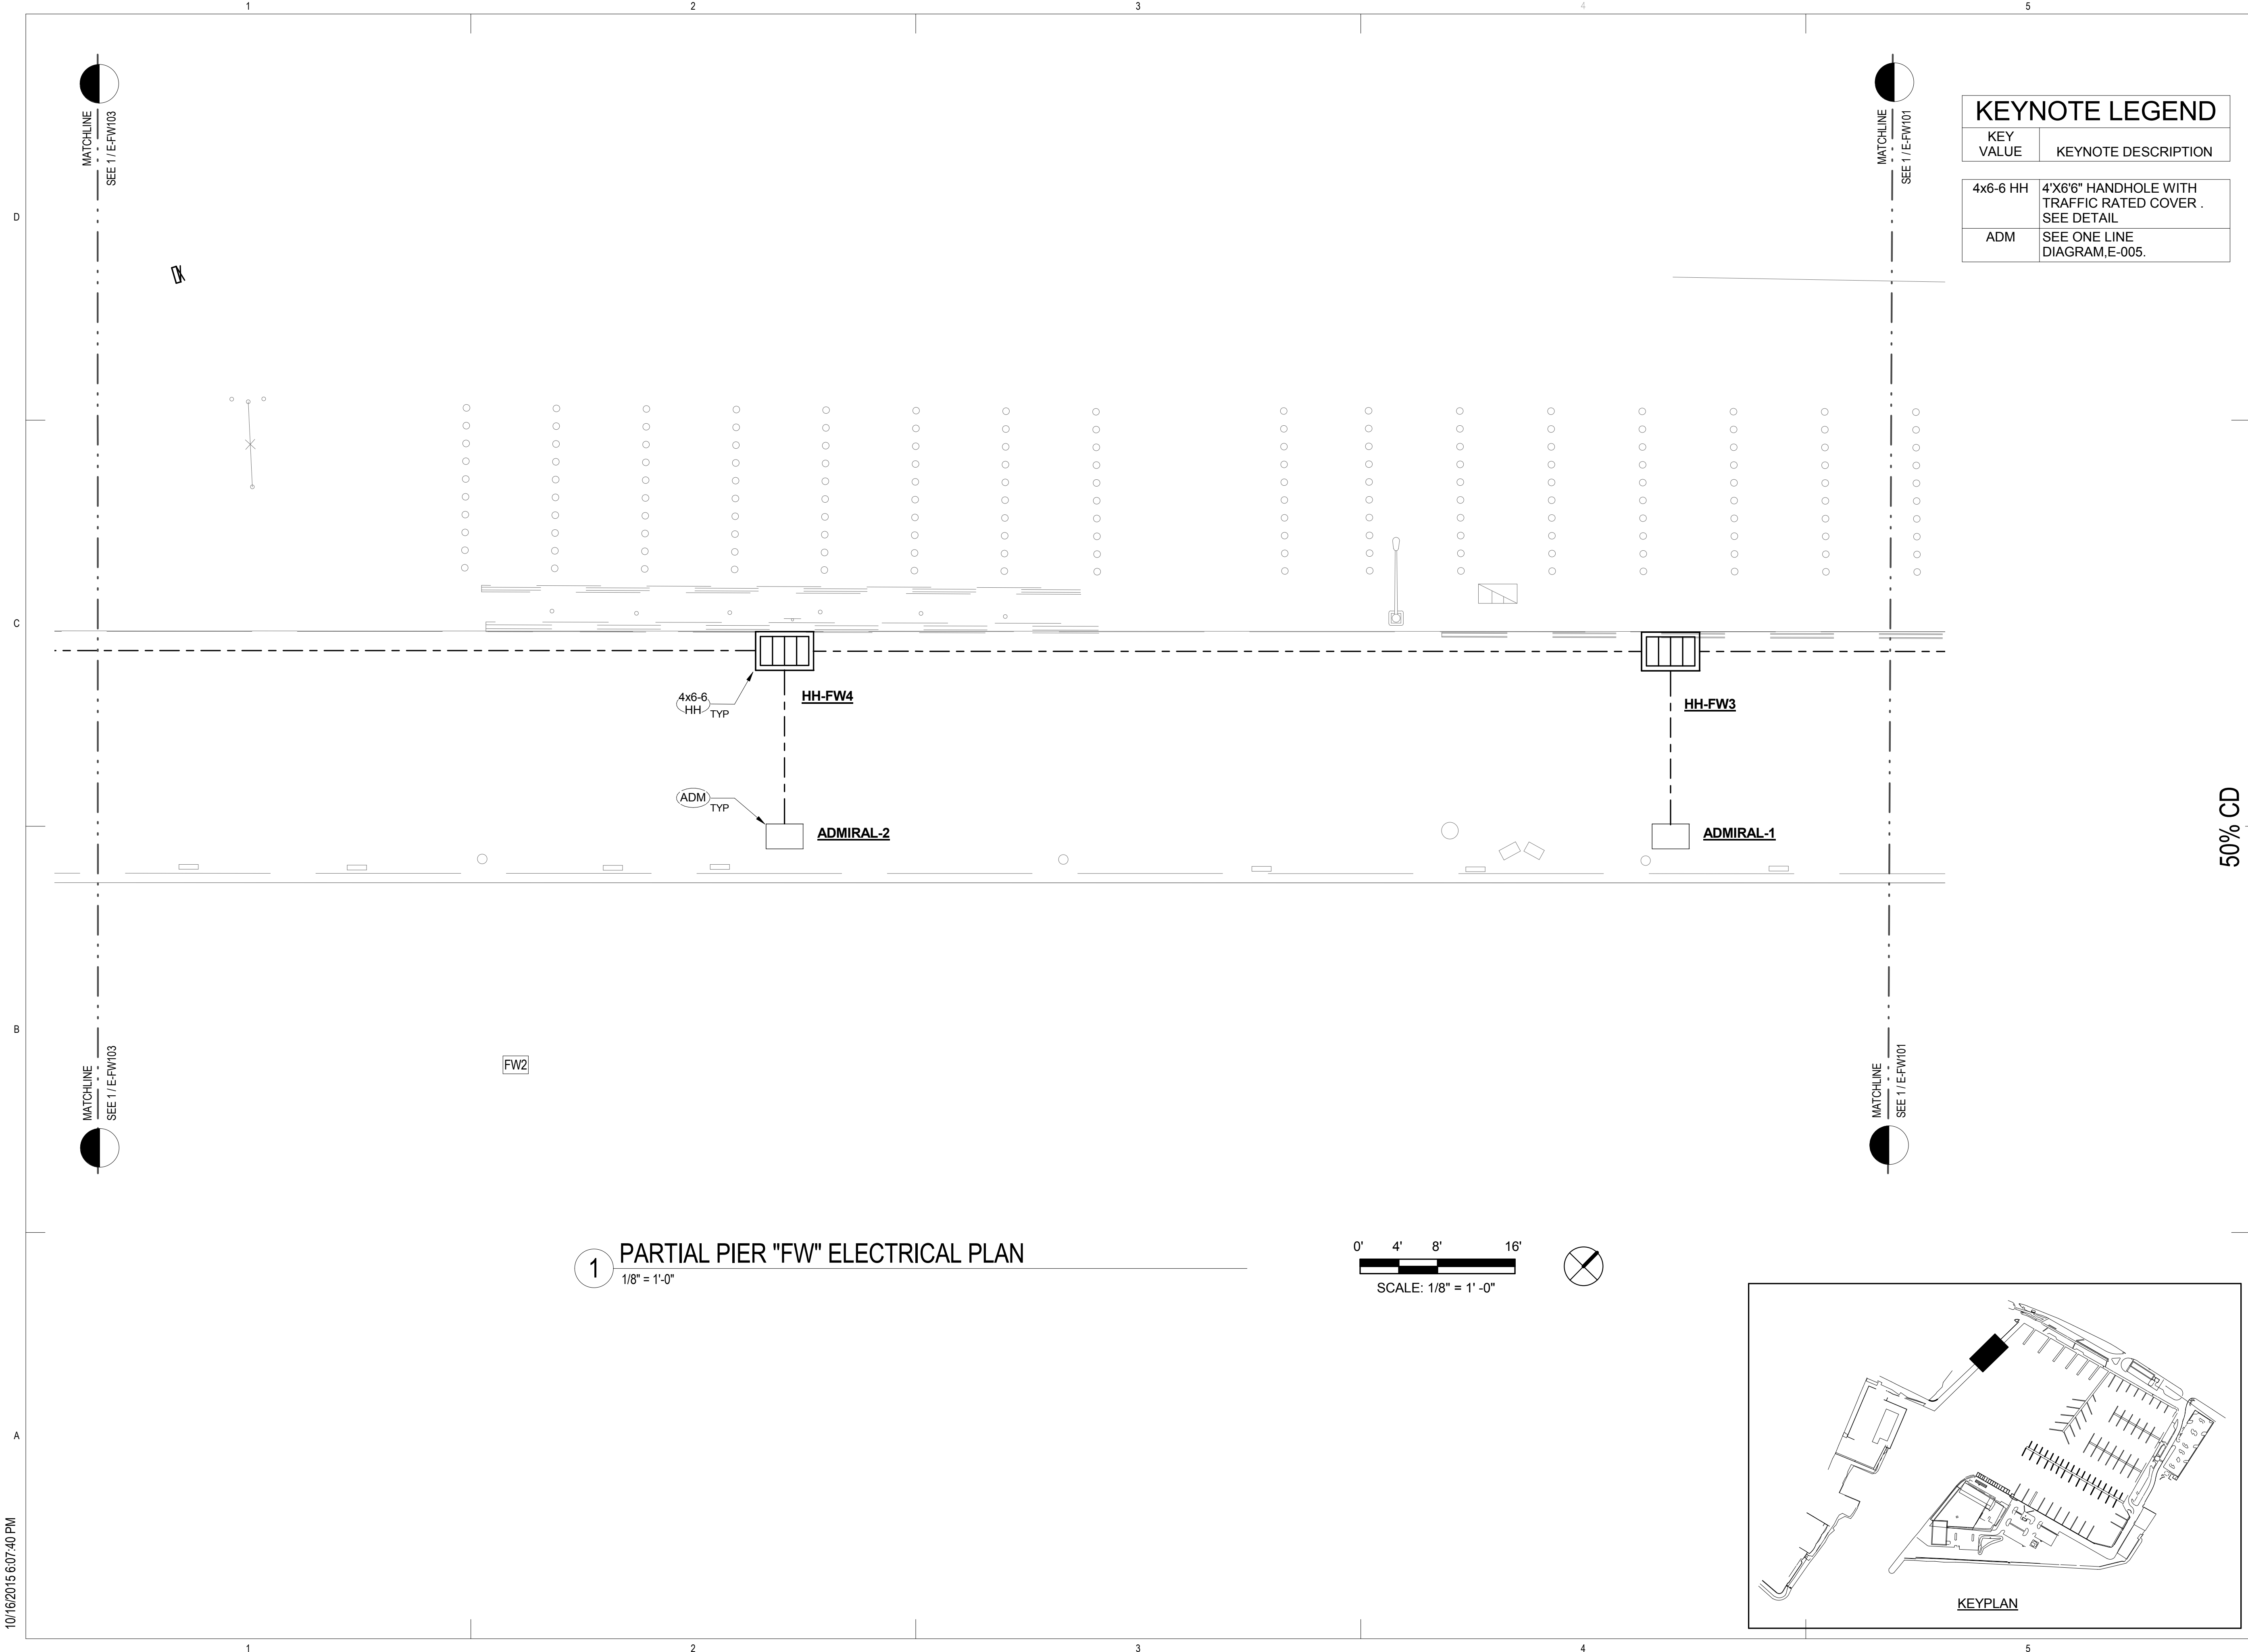 1 2 3 4 5
MATCHLINE
SEE 1 / E-FW103
MATCHLINE
SEE 1 / E-FW101
KEYNOTE LEGEND
KEY
VALUE KEYNOTE DESCRIPTION
4x6-6 HH 4'X6'6" HANDHOLE WITH
TRAFFIC RATED COVER .
SEE DETAIL
ADM SEE ONE LINE
DIAGRAM,E-005.
D
C
4x6-6
HH
TYP
HH-FW4
HH-FW3
ADM
TYP
ADMIRAL-2
ADMIRAL-1
50% CD
B
FW2
MATCHLINE
SEE 1 / E-FW103
MATCHLINE
SEE 1 / E-FW101
1 PARTIAL PIER "FW" ELECTRICAL PLAN
1/8" = 1'-0"
0' 4' 8' 16'
SCALE: 1/8" = 1' -0"
A
KEYPLAN
10/16/2015 6:07:40 PM
1 2 3 4 5